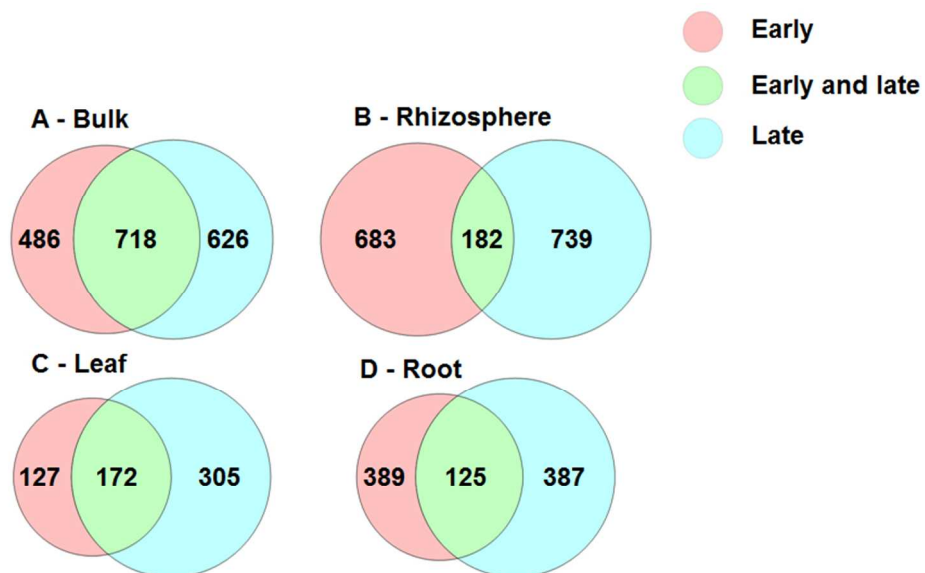 Early
Early and late
Late
A - Bulk
486
718
626
B - Rhizosphere
683
182
739
C - Leaf
127
172
305
D - Root
389
125
387